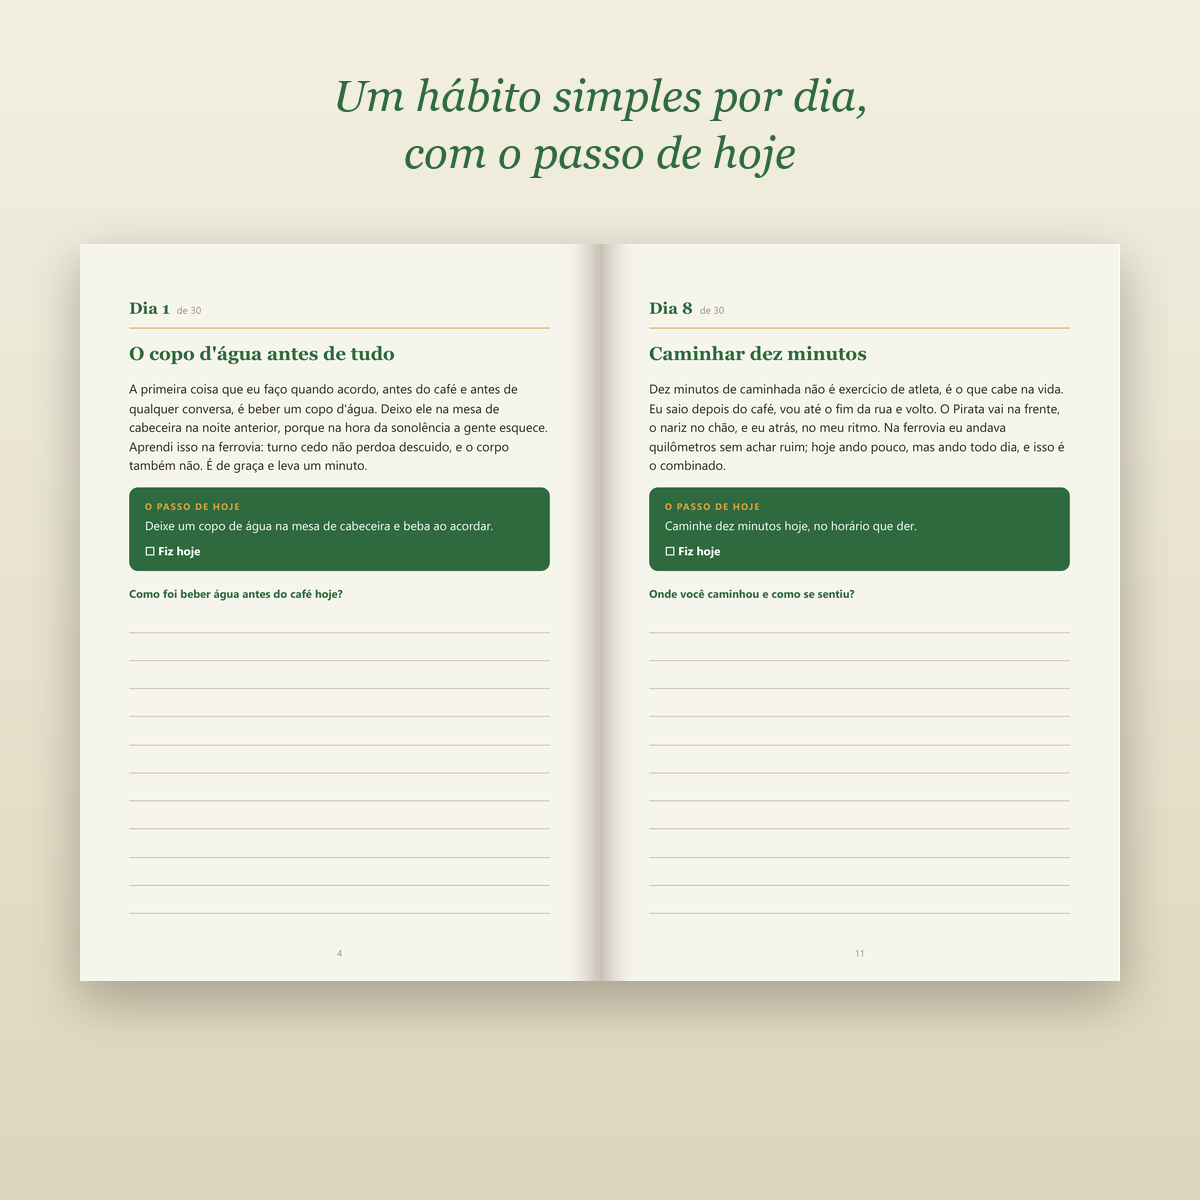 Um hábito simples por dia,
com o passo de hoje
Dia 1 de 30
O copo d'água antes de tudo
A primeira coisa que eu faço quando acordo, antes do café e antes de
qualquer conversa, é beber um copo d'água. Deixo ele na mesa de
cabeceira na noite anterior, porque na hora da sonolência a gente esquece.
Aprendi isso na ferrovia: turno cedo não perdoa descuido, e o corpo
também não. É de graça e leva um minuto.
O PASSO DE HOJE
Deixe um copo de água na mesa de cabeceira e beba ao acordar.
☐ Fiz hoje
Como foi beber água antes do café hoje?
4
Dia 8 de 30
Caminhar dez minutos
Dez minutos de caminhada não é exercício de atleta, é o que cabe na vida.
Eu saio depois do café, vou até o fim da rua e volto. O Pirata vai na frente,
o nariz no chão, e eu atrás, no meu ritmo. Na ferrovia eu andava
quilômetros sem achar ruim; hoje ando pouco, mas ando todo dia, e isso é
o combinado.
O PASSO DE HOJE
Caminhe dez minutos hoje, no horário que der.
☐ Fiz hoje
Onde você caminhou e como se sentiu?
11